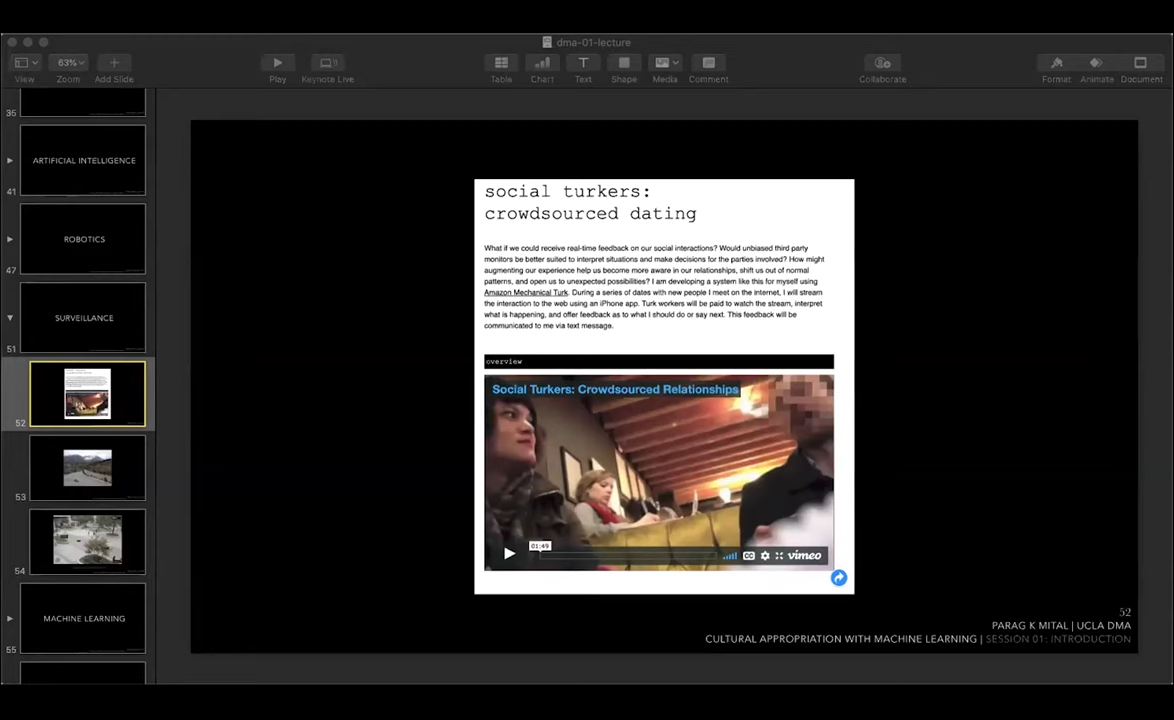 dma-01-lecture
63%
View
Zoom
Add Slide
Play
Keynote Live
Table
Chart
Text
Shape
Media
Comment
Collaborate
Format
Animate
Document
36
ARTIFICIAL INTELLIGENCE
41
ROBOTICS
47
SURVEILLANCE
51
52
53
54
MACHINE LEARNING
55
social turkers:
crowdsourced dating
What if we could receive real-time feedback on our social interactions? Would unbiased third party
monitors be better suited to interpret situations and make decisions for the parties involved? How might
augmenting our experience help us become more aware in our relationships, shift us out of normal
patterns, and open us to unexpected possibilities? I am developing a system like this for myself using
Amazon Mechanical Turk. During a series of dates with new people I meet on the internet, I will stream
the interaction to the web using an iPhone app. Turk workers will be paid to watch the stream, interpret
what is happening, and offer feedback as to what I should do or say next. This feedback will be
communicated to me via text message.
overview
Social Turkers: Crowdsourced Relationships
01:49
CC
vimeo
52
PARAG K MITAL | UCLA DMA
CULTURAL APPROPRIATION WITH MACHINE LEARNING | SESSION 01: INTRODUCTION